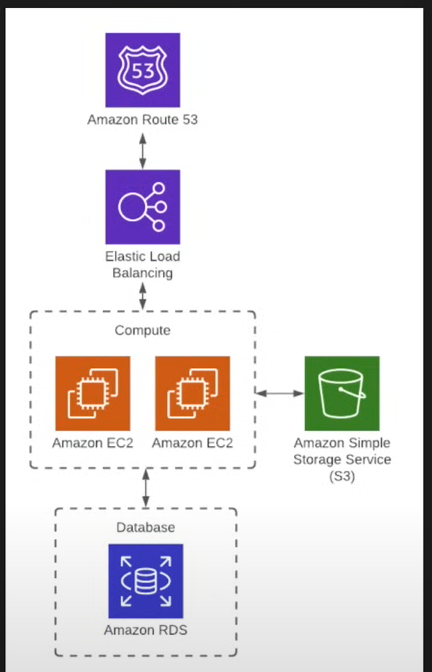 53
Amazon Route 53
Elastic Load
Balancing
Compute
Amazon EC2
Amazon EC2
Amazon Simple
Storage Service
(S3)
Database
Amazon RDS